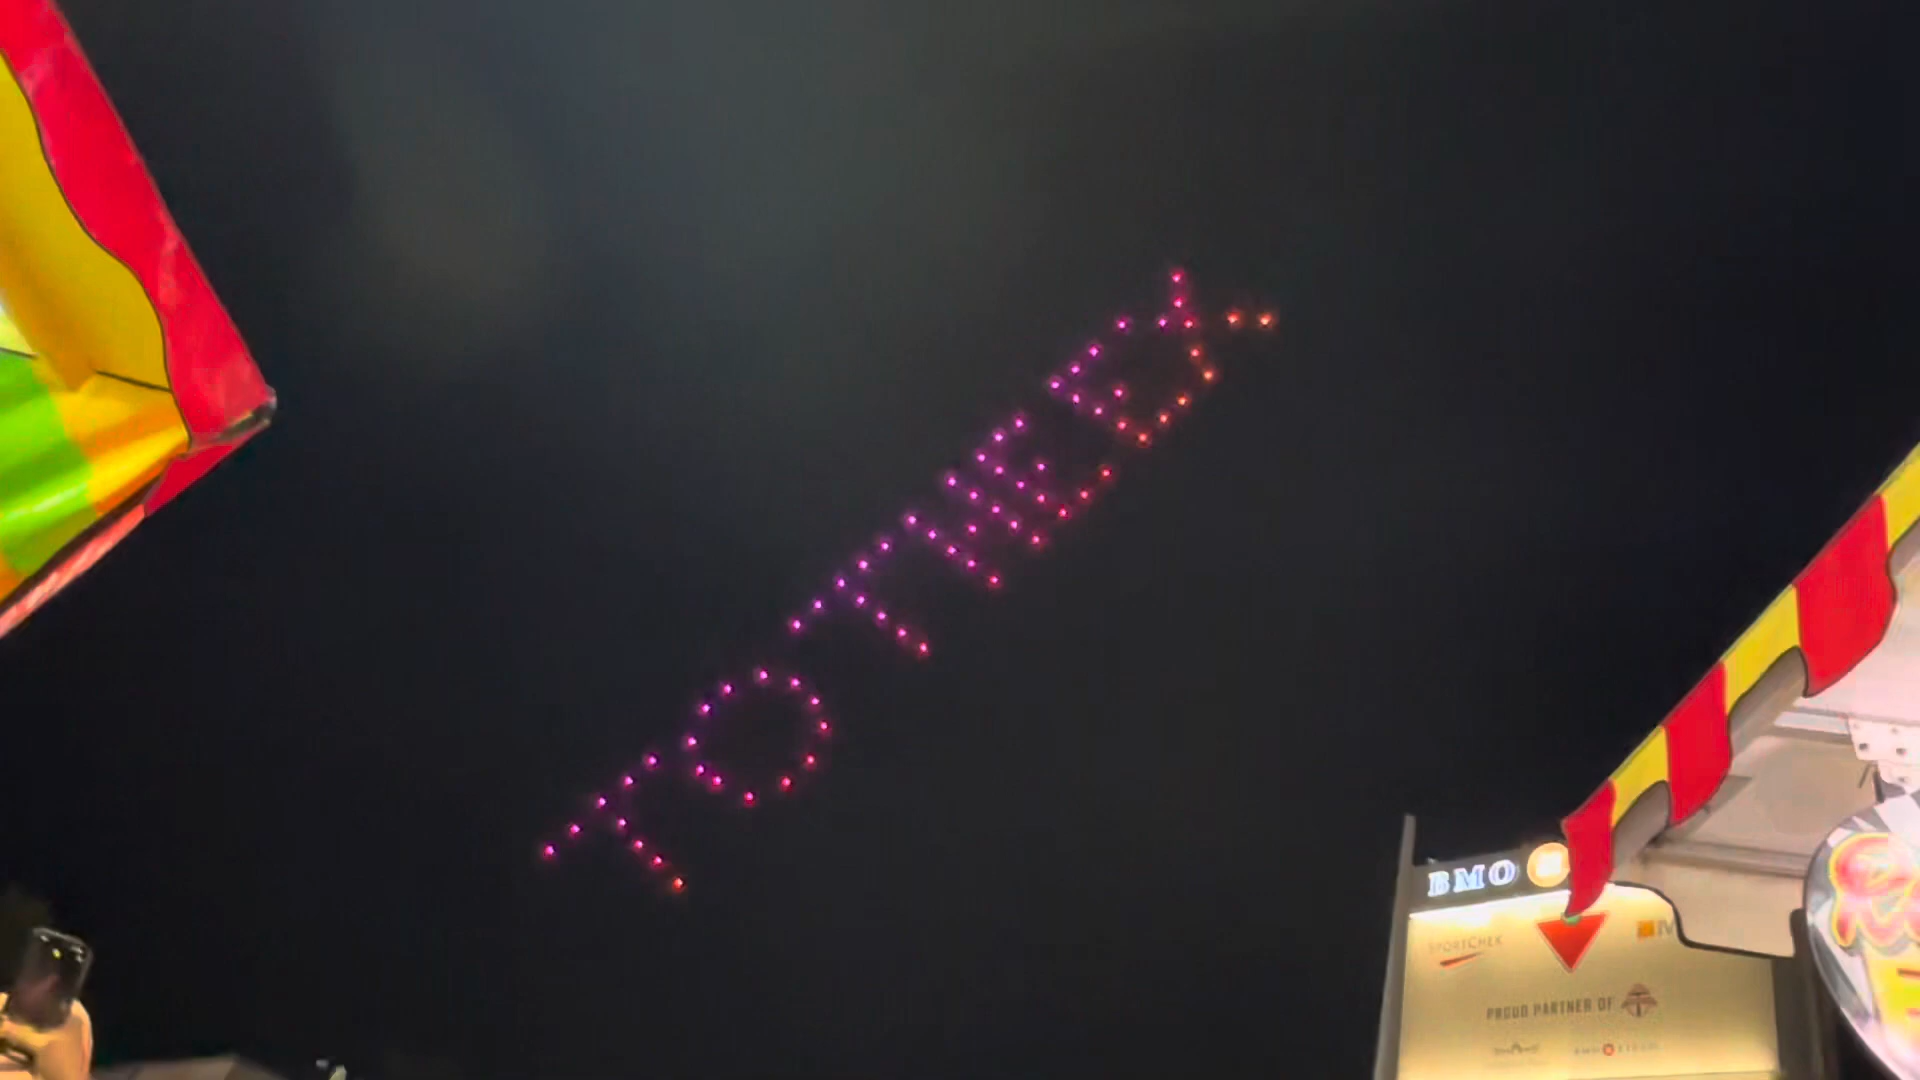 TO THE EX
BMO
SPORTCHEK
PROUD PARTNER OF